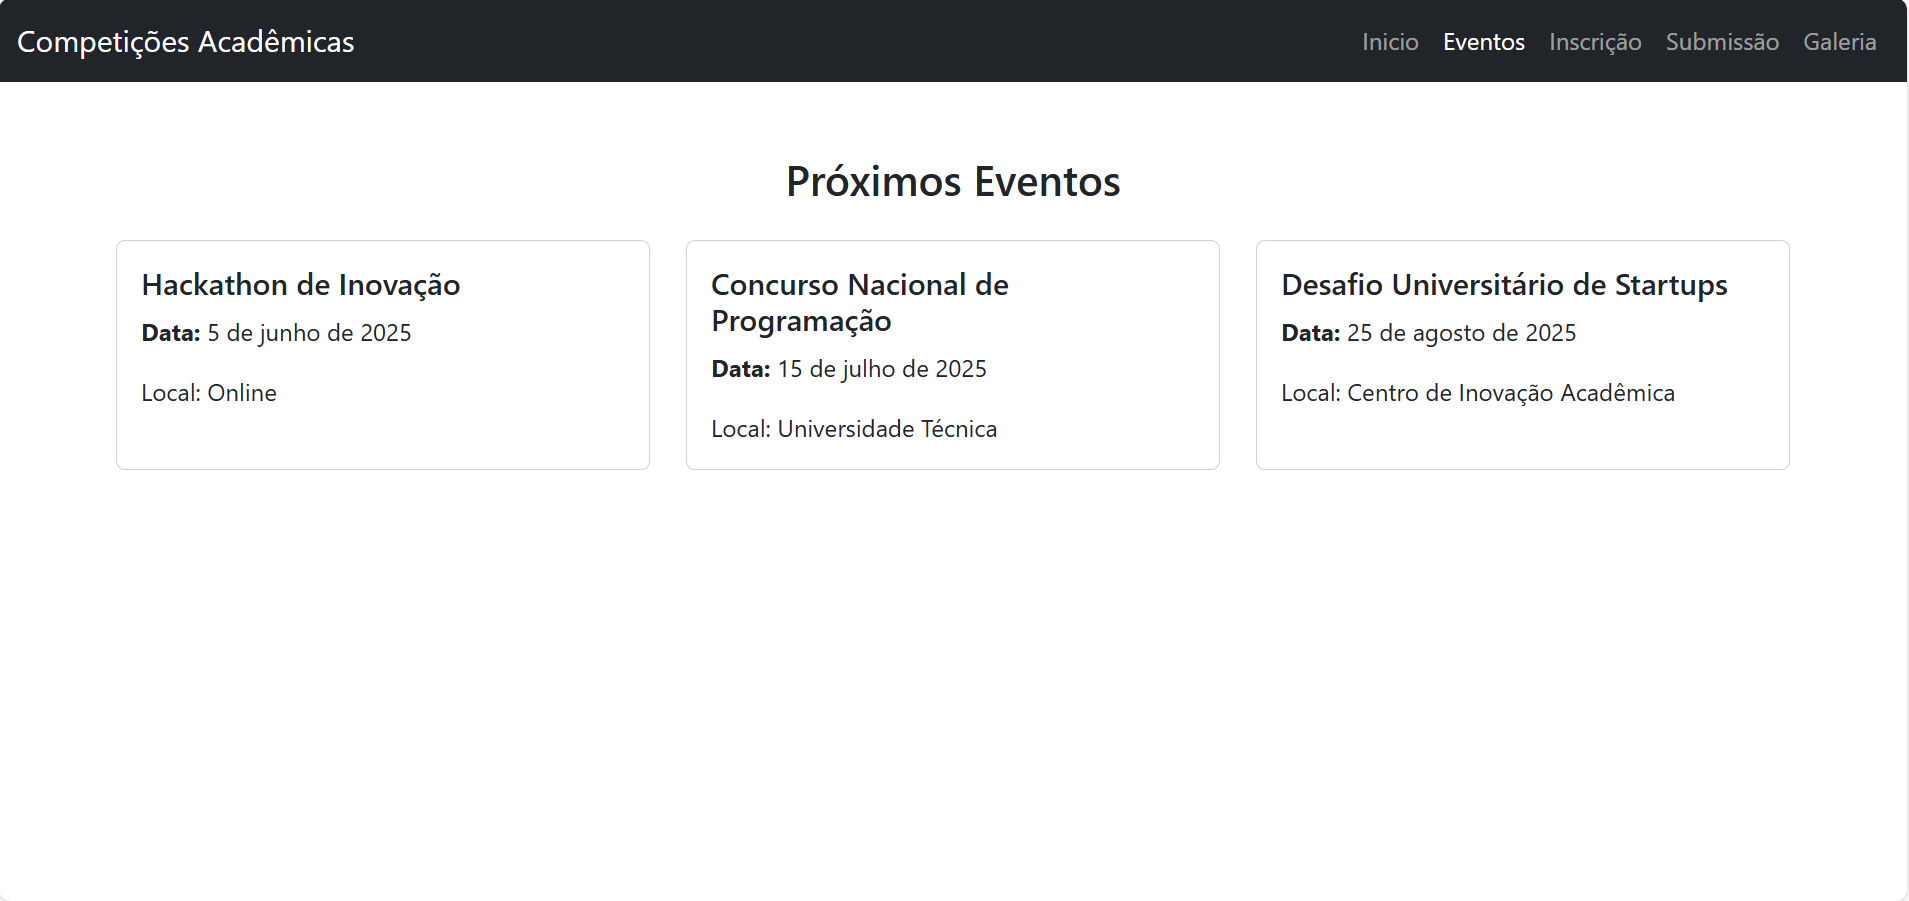 Competições Acadêmicas
Inicio Eventos Inscrição Submissão Galeria
Próximos Eventos
Hackathon de Inovação
Data: 5 de junho de 2025
Local: Online
Concurso Nacional de
Programação
Data: 15 de julho de 2025
Local: Universidade Técnica
Desafio Universitário de Startups
Data: 25 de agosto de 2025
Local: Centro de Inovação Acadêmica